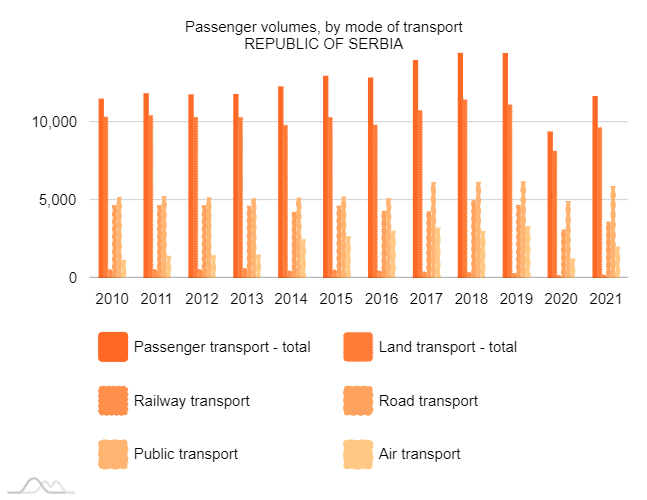 Passenger volumes, by mode of transport
REPUBLIC OF SERBIA
10,000
5,000
0
2010 2011 2012 2013 2014 2015 2016 2017 2018 2019 2020 2021
Passenger transport - total Land transport - total
Railway transport Road transport
Public transport Air transport